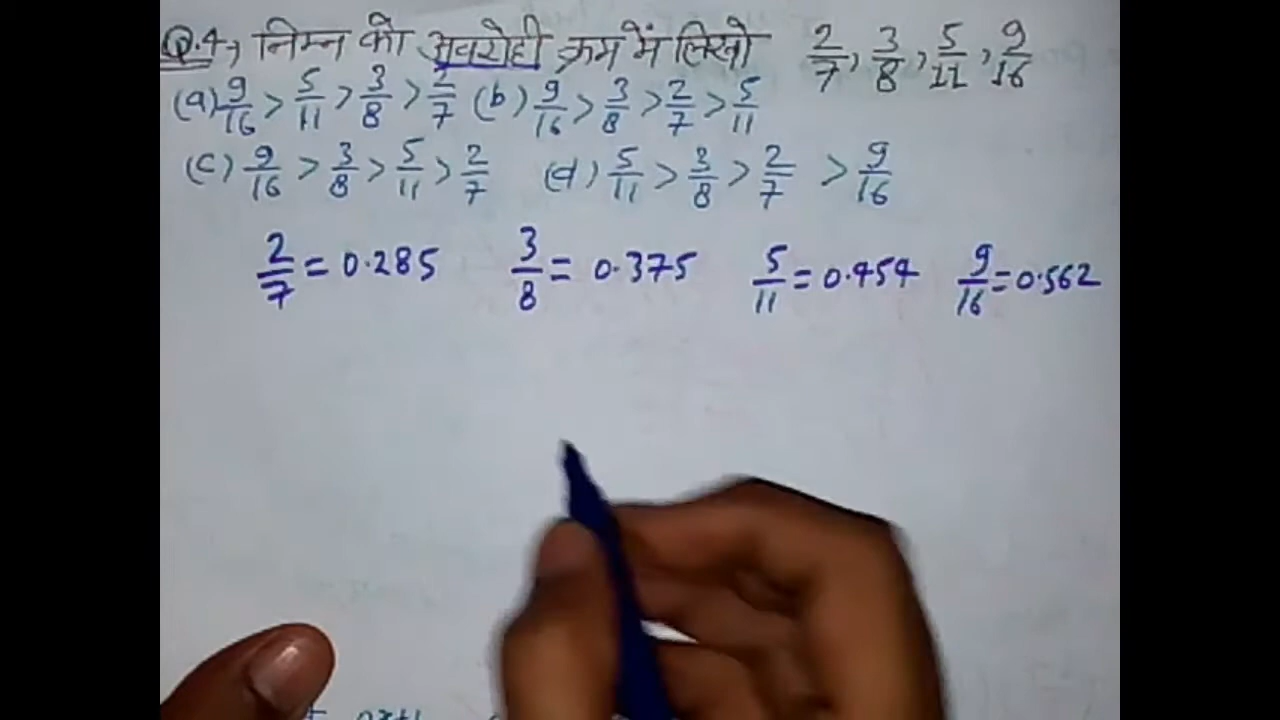 Q.4, निम्न को अवरोही क्रम में लिखो 2/7, 3/8, 5/11, 9/16
(a) 9/16 > 5/11 > 3/8 > 2/7 (b) 9/16 > 3/8 > 2/7 > 5/11
(c) 9/16 > 3/8 > 5/11 > 2/7 (d) 5/11 > 3/8 > 2/7 > 9/16
2/7 = 0.285 3/8 = 0.375 5/11 = 0.454 9/16 = 0.562